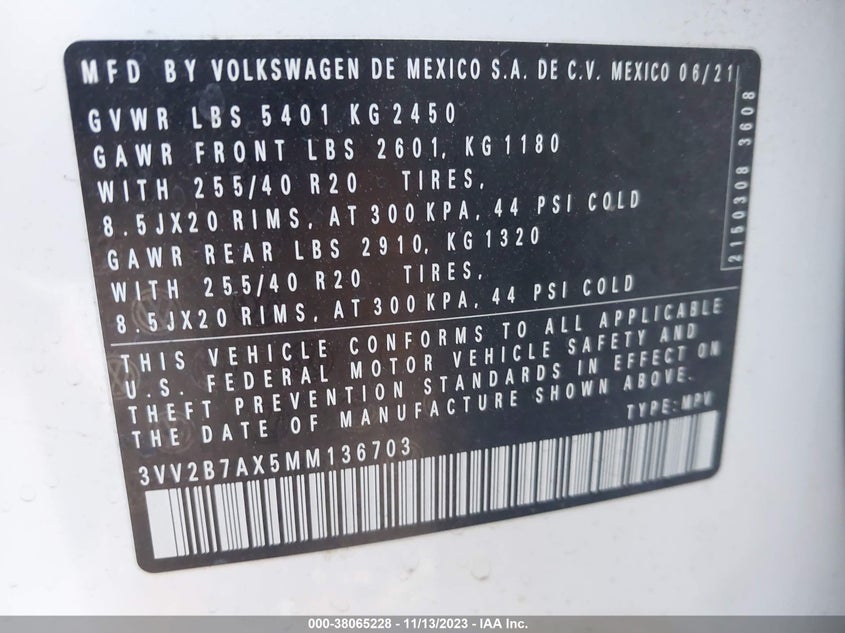 MFD BY VOLKSWAGEN DE MEXICO S.A. DE C.V. MEXICO 06/21
GVWR LBS 5401 KG 2450
GAWR FRONT LBS 2601, KG 1180
WITH 255/40 R20 TIRES,
8.5JX20 RIMS, AT 300 KPA, 44 PSI COLD
GAWR REAR LBS 2910, KG 1320
WITH 255/40 R20 TIRES,
8.5JX20 RIMS, AT 300 KPA, 44 PSI COLD
2150308 3608
THIS VEHICLE CONFORMS TO ALL APPLICABLE
U.S. FEDERAL MOTOR VEHICLE SAFETY AND
THEFT PREVENTION STANDARDS IN EFFECT ON
THE DATE OF MANUFACTURE SHOWN ABOVE.
TYPE: MPV
3VV2B7AX5MM136703
000-38065228 - 11/13/2023 - IAA Inc.